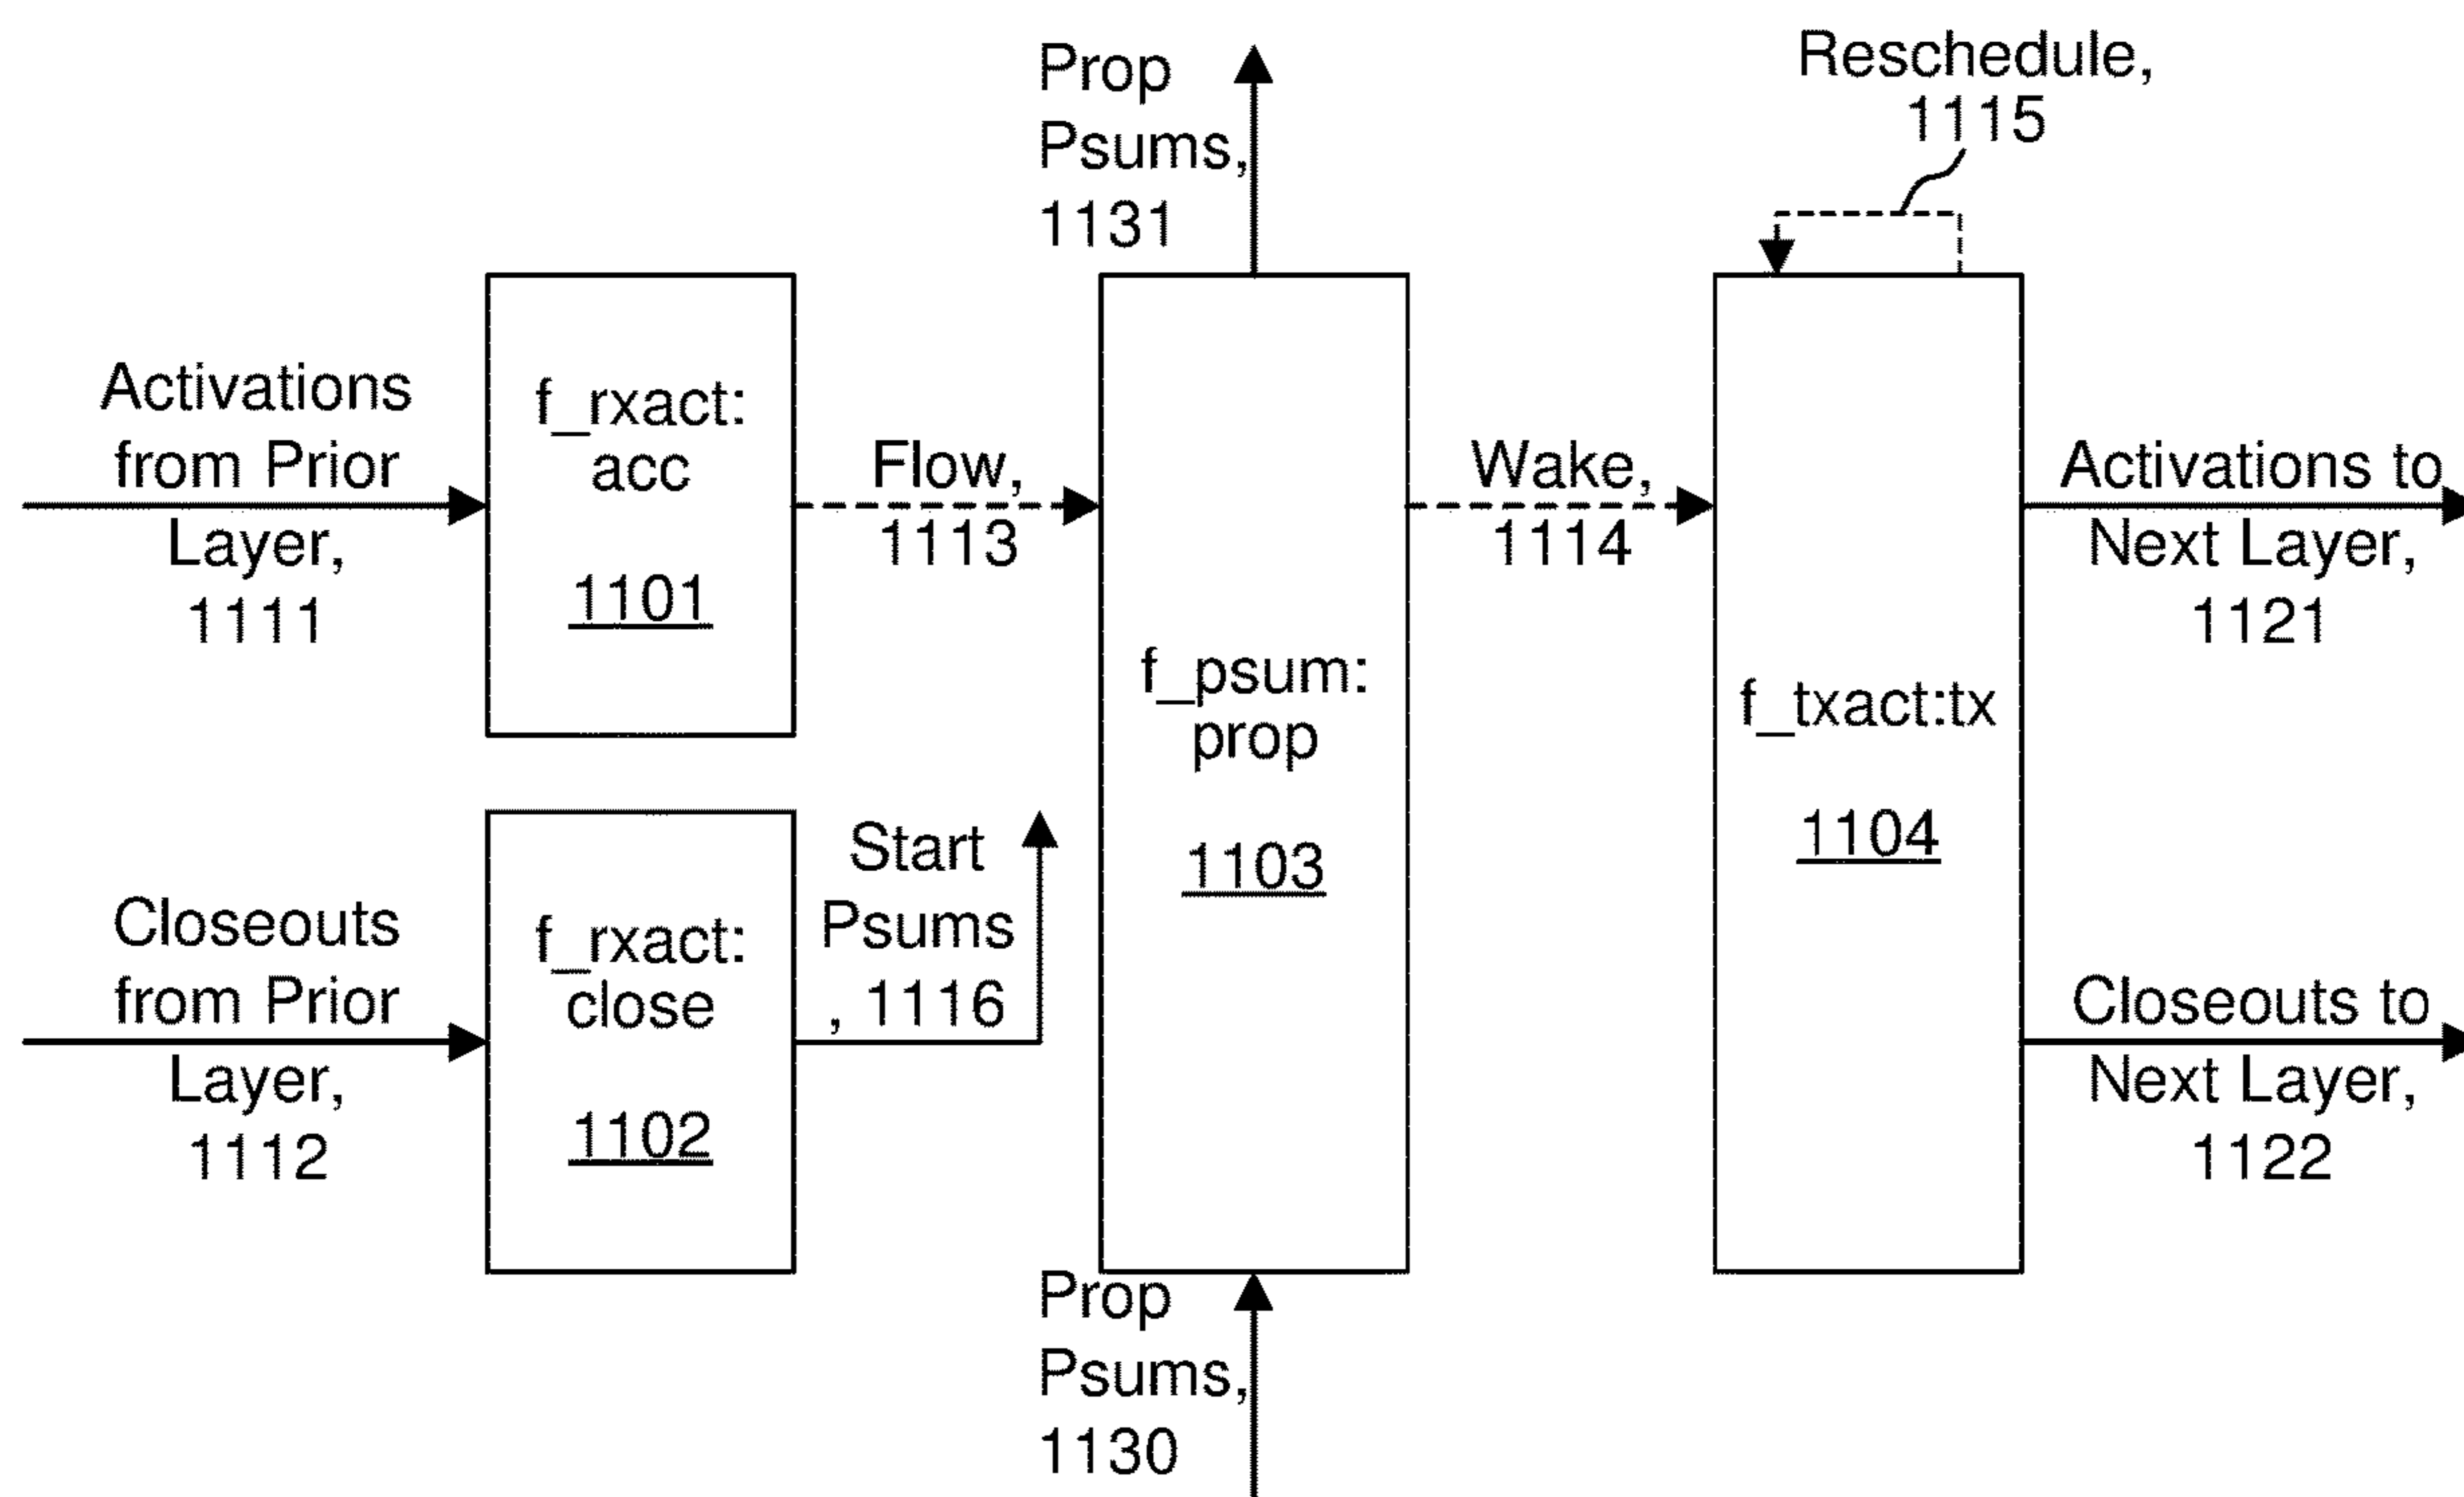 Prop
Psums,
1131
Reschedule,
1115
Activations
from Prior
Layer,
1111
f_rxact:
acc
1101
Flow,
1113
f_psum:
prop
1103
Wake,
1114
f_txact:tx
1104
Activations to
Next Layer,
1121
Closeouts
from Prior
Layer,
1112
f_rxact:
close
1102
Start
Psums
, 1116
Closeouts to
Next Layer,
1122
Prop
Psums,
1130